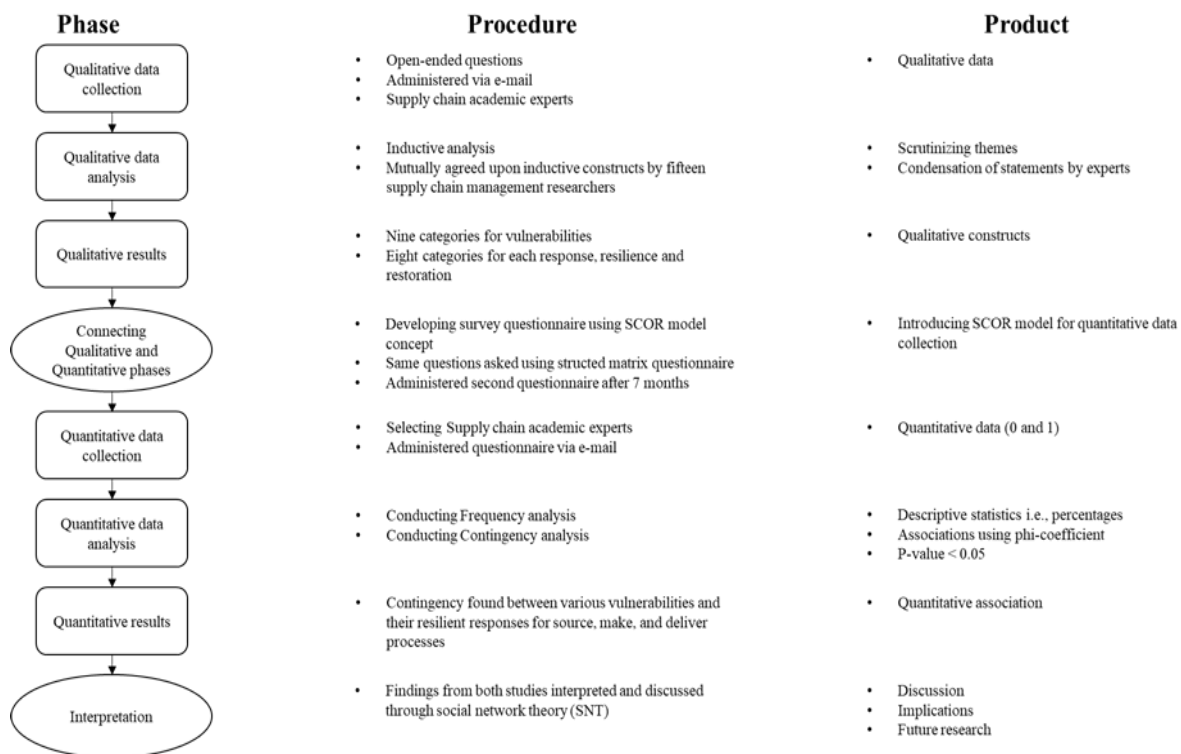 Phase
Procedure
Product
Qualitative data
collection
• Open-ended questions
• Administered via e-mail
• Supply chain academic experts
• Qualitative data
Qualitative data
analysis
• Inductive analysis
• Mutually agreed upon inductive constructs by fifteen
supply chain management researchers
• Scrutinizing themes
• Condensation of statements by experts
Qualitative results
• Nine categories for vulnerabilities
• Eight categories for each response, resilience and
restoration
• Qualitative constructs
Connecting
Qualitative and
Quantitative phases
• Developing survey questionnaire using SCOR model
concept
• Same questions asked using structed matrix questionnaire
• Administered second questionnaire after 7 months
• Introducing SCOR model for quantitative data
collection
Quantitative data
collection
• Selecting Supply chain academic experts
• Administered questionnaire via e-mail
• Quantitative data (0 and 1)
Quantitative data
analysis
• Conducting Frequency analysis
• Conducting Contingency analysis
• Descriptive statistics i.e., percentages
• Associations using phi-coefficient
• P-value < 0.05
Quantitative results
• Contingency found between various vulnerabilities and
their resilient responses for source, make, and deliver
processes
• Quantitative association
Interpretation
• Findings from both studies interpreted and discussed
through social network theory (SNT)
• Discussion
• Implications
• Future research